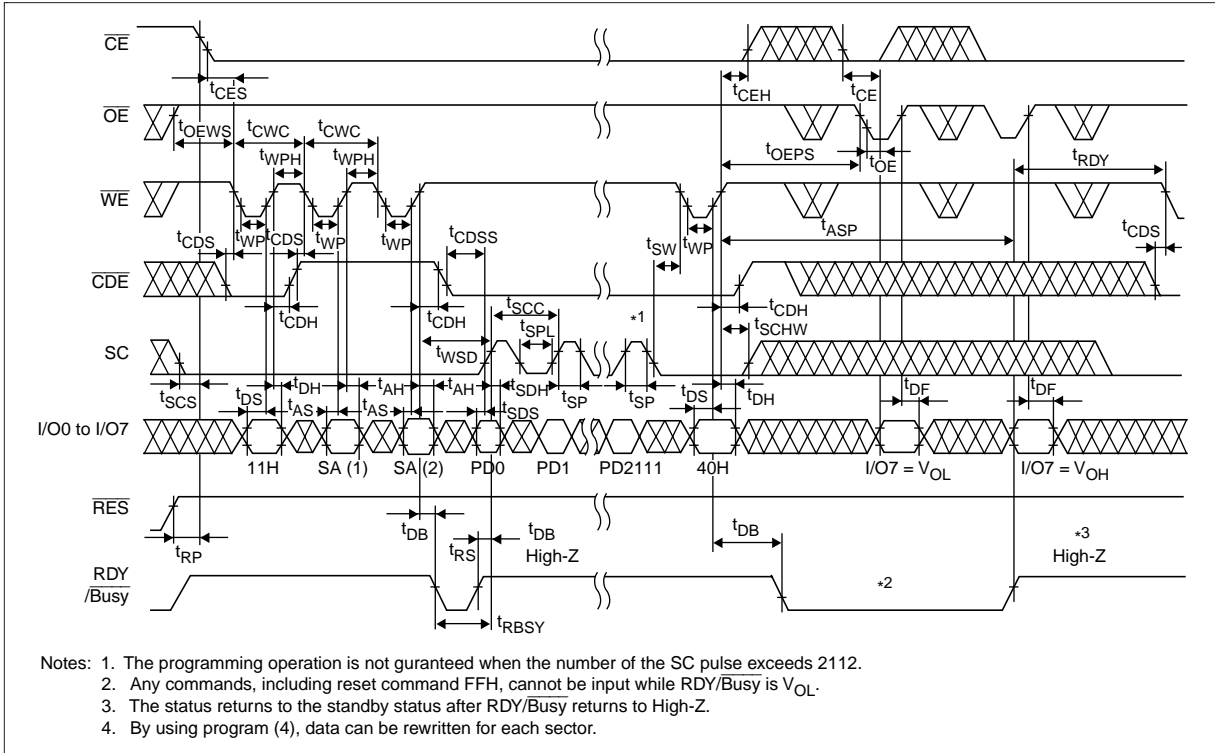 CE
tCES
tCEH
tCE
OE
tOEWS
tCWC
tCWC
tWPH
tWPH
tOEPS
tOE
tRDY
WE
tCDS
tWP
tCDS
tWP
tWP
tCDSS
tSW
tWP
tASP
tCDS
CDE
tCDH
tCDH
tSCC
tSPL
*1
tCDH
tSCHW
SC
tWSD
tSCS
tDS
tDH
tAS
tAH
tAS
tAH
tSDH
tSDS
tSP
tSP
tDS
tDH
tDF
tDF
I/O0 to I/O7
11H
SA (1)
SA (2)
PD0
PD1
PD2111
40H
I/O7 = VOL
I/O7 = VOH
RES
tRP
tDB
tRS
tDB
High-Z
tDB
*3
High-Z
RDY
/Busy
*2
tRBSY
Notes: 1. The programming operation is not guranteed when the number of the SC pulse exceeds 2112.
2. Any commands, including reset command FFH, cannot be input while RDY/Busy is VOL.
3. The status returns to the standby status after RDY/Busy returns to High-Z.
4. By using program (4), data can be rewritten for each sector.